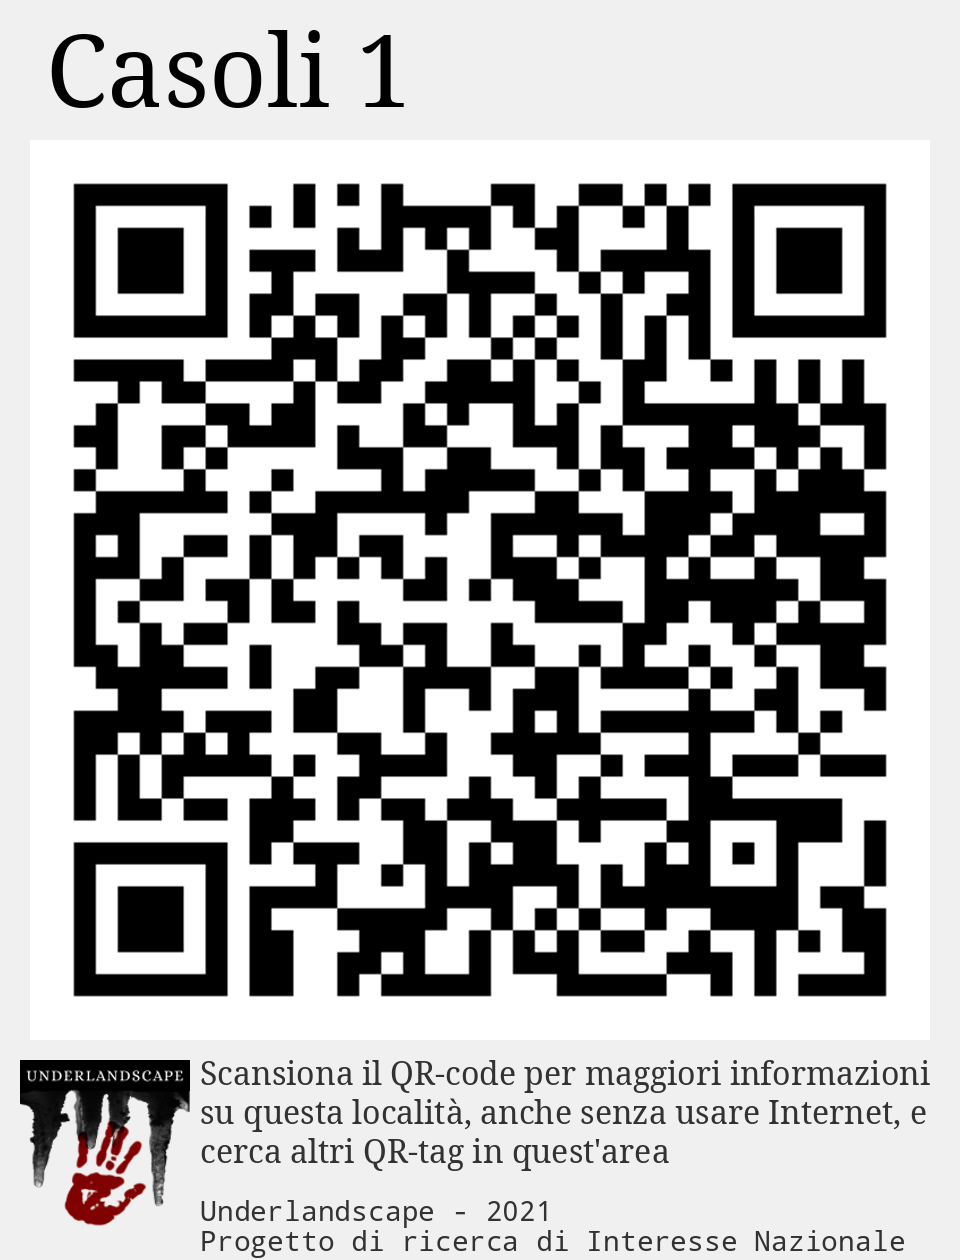 Casoli 1
UNDERLANDSCAPE
Scansiona il QR-code per maggiori informazioni
su questa località, anche senza usare Internet, e
cerca altri QR-tag in quest'area
Underlandscape - 2021
Progetto di ricerca di Interesse Nazionale